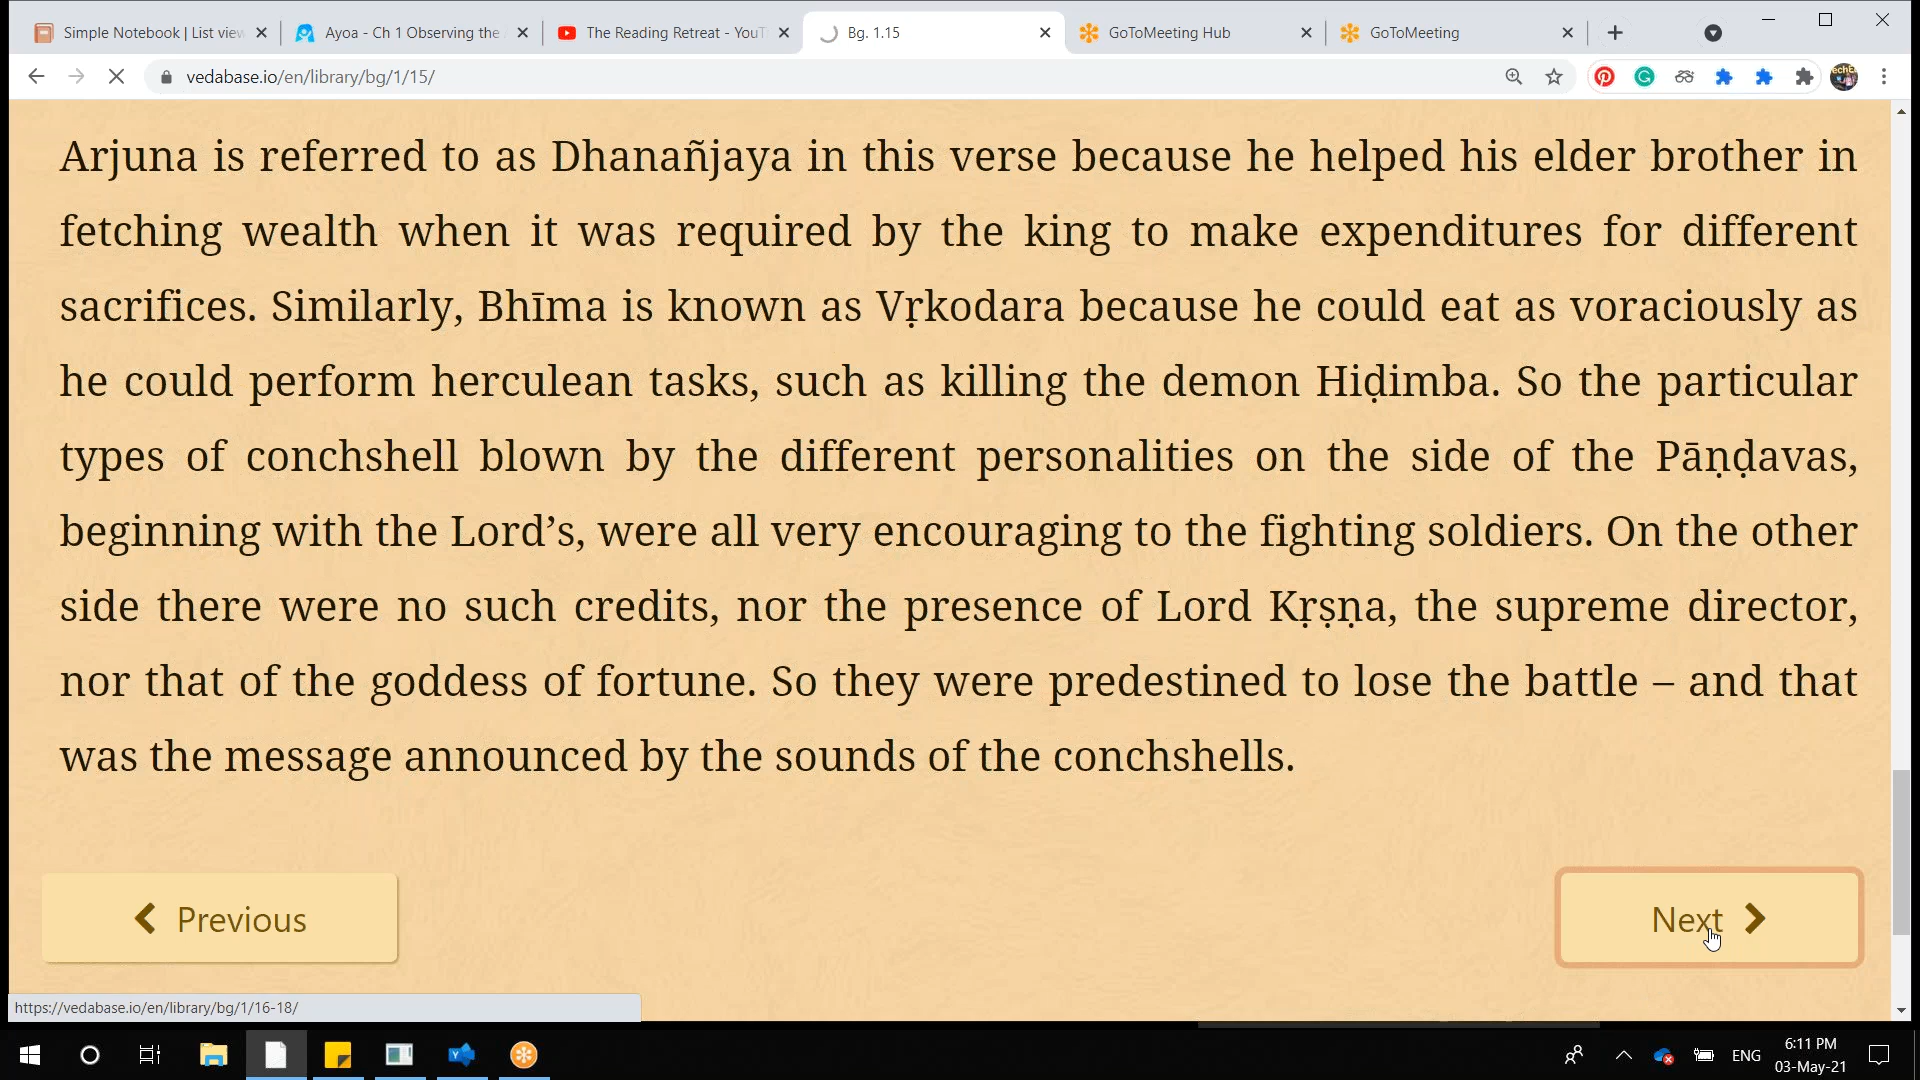 Simple Notebook | List view
Ayoa - Ch 1 Observing the
The Reading Retreat - YouT
Bg. 1.15
GoToMeeting Hub
GoToMeeting
vedabase.io/en/library/bg/1/15/
Arjuna is referred to as Dhanañjaya in this verse because he helped his elder brother in
fetching wealth when it was required by the king to make expenditures for different
sacrifices. Similarly, Bhīma is known as Vṛkodara because he could eat as voraciously as
he could perform herculean tasks, such as killing the demon Hiḍimba. So the particular
types of conchshell blown by the different personalities on the side of the Pāṇḍavas,
beginning with the Lord’s, were all very encouraging to the fighting soldiers. On the other
side there were no such credits, nor the presence of Lord Kṛṣṇa, the supreme director,
nor that of the goddess of fortune. So they were predestined to lose the battle – and that
was the message announced by the sounds of the conchshells.
Previous
Next
https://vedabase.io/en/library/bg/1/16-18/
ENG
6:11 PM
03-May-21